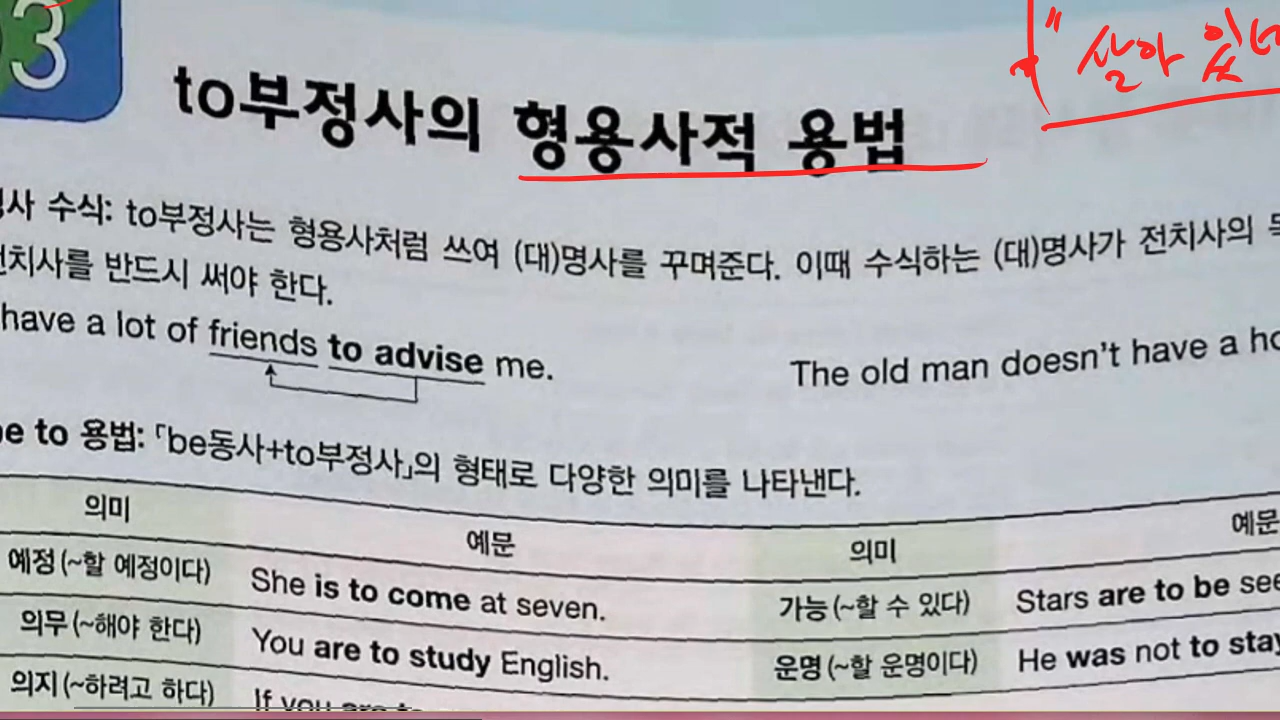 3
" 살아 있
to부정사의 형용사적 용법
수식: to부정사는 형용사처럼 쓰여 (대)명사를 꾸며준다. 이때 수식하는 (대)명사가 전치사의
전치사를 반드시 써야 한다.
have a lot of friends to advise me.
The old man doesn't have a
be to 용법: 「be동사+to부정사」의 형태로 다양한 의미를 나타낸다.
의미 예문 의미 예문
예정(~할 예정이다) She is to come at seven. 가능(~할 수 있다) Stars are to be
의무(~해야 한다) You are to study English. 운명(~할 운명이다) He was not to stay
의지(~하려고 하다) If you are to